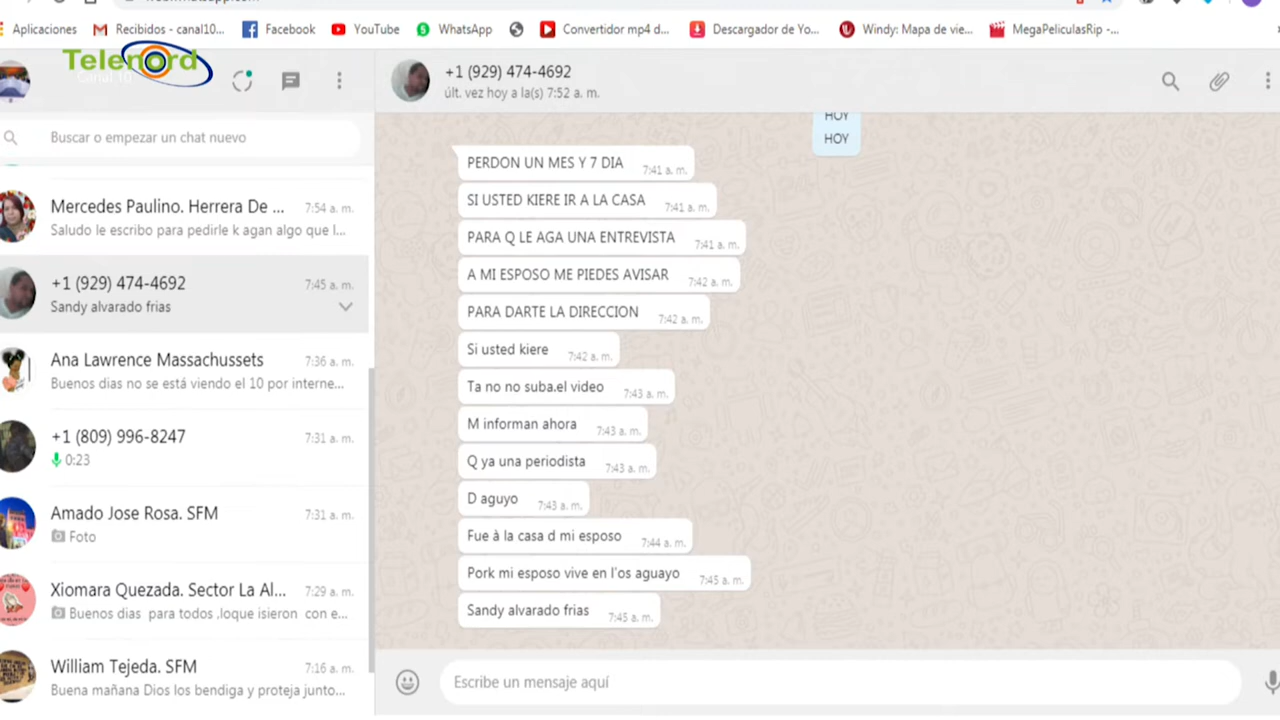 Aplicaciones
Recibidos - canal10...
Facebook
YouTube
WhatsApp
Convertidor mp4 d...
Descargador de Yo...
Windy: Mapa de vie...
MegaPeliculasRip -...
Telenord
Canal 10
+1 (929) 474-4692
últ. vez hoy a la(s) 7:52 a. m.
Buscar o empezar un chat nuevo
Mercedes Paulino. Herrera De ... 7:54 a. m.
Saludo le escribo para pedirle k agan algo que l...
+1 (929) 474-4692 7:45 a. m.
Sandy alvarado frias
Ana Lawrence Massachussets 7:36 a. m.
Buenos dias no se está viendo el 10 por interne...
+1 (809) 996-8247 7:31 a. m.
0:23
Amado Jose Rosa. SFM 7:31 a. m.
Foto
Xiomara Quezada. Sector La Al... 7:29 a. m.
Buenos dias para todos .loque isieron con e...
William Tejeda. SFM 7:16 a. m.
Buena mañana Dios los bendiga y proteja junto...
HOY
HOY
PERDON UN MES Y 7 DIA 7:41 a. m.
SI USTED KIERE IR A LA CASA 7:41 a. m.
PARA Q LE AGA UNA ENTREVISTA 7:41 a. m.
A MI ESPOSO ME PIEDES AVISAR 7:42 a. m.
PARA DARTE LA DIRECCION 7:42 a. m.
Si usted kiere 7:42 a. m.
Ta no no suba.el video 7:43 a. m.
M informan ahora 7:43 a. m.
Q ya una periodista 7:43 a. m.
D aguyo 7:43 a. m.
Fue à la casa d mi esposo 7:44 a. m.
Pork mi esposo vive en l'os aguayo 7:45 a. m.
Sandy alvarado frias 7:45 a. m.
Escribe un mensaje aquí